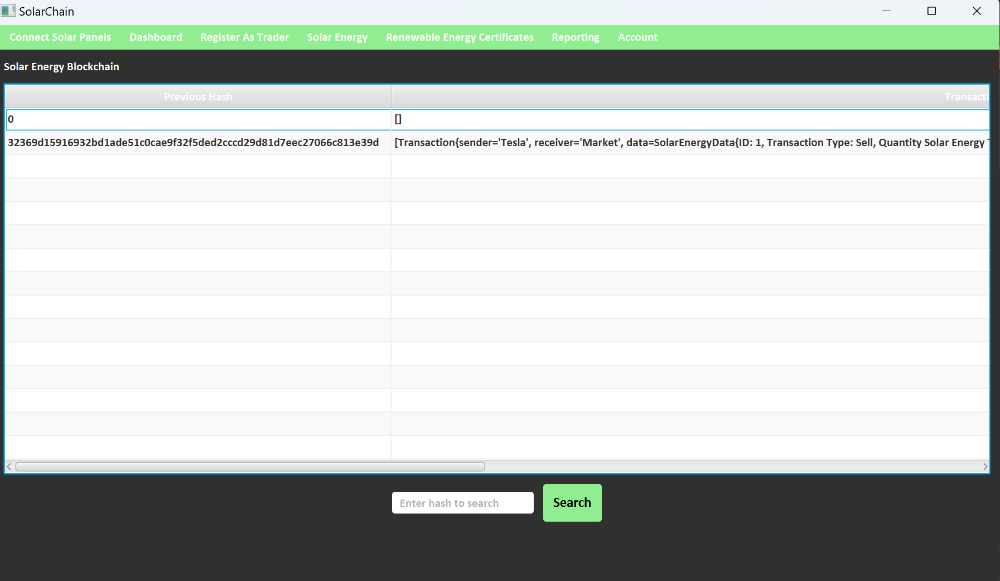 SolarChain
Connect Solar Panels Dashboard Register As Trader Solar Energy Renewable Energy Certificates Reporting Account
Solar Energy Blockchain
Previous Hash Transacti
0 []
32369d15916932bd1ade51c0cae9f32f5ded2cccd29d81d7eec27066c813e39d [Transaction{sender='Tesla', receiver='Market', data=SolarEnergyData{ID: 1, Transaction Type: Sell, Quantity Solar Energy
Enter hash to search Search